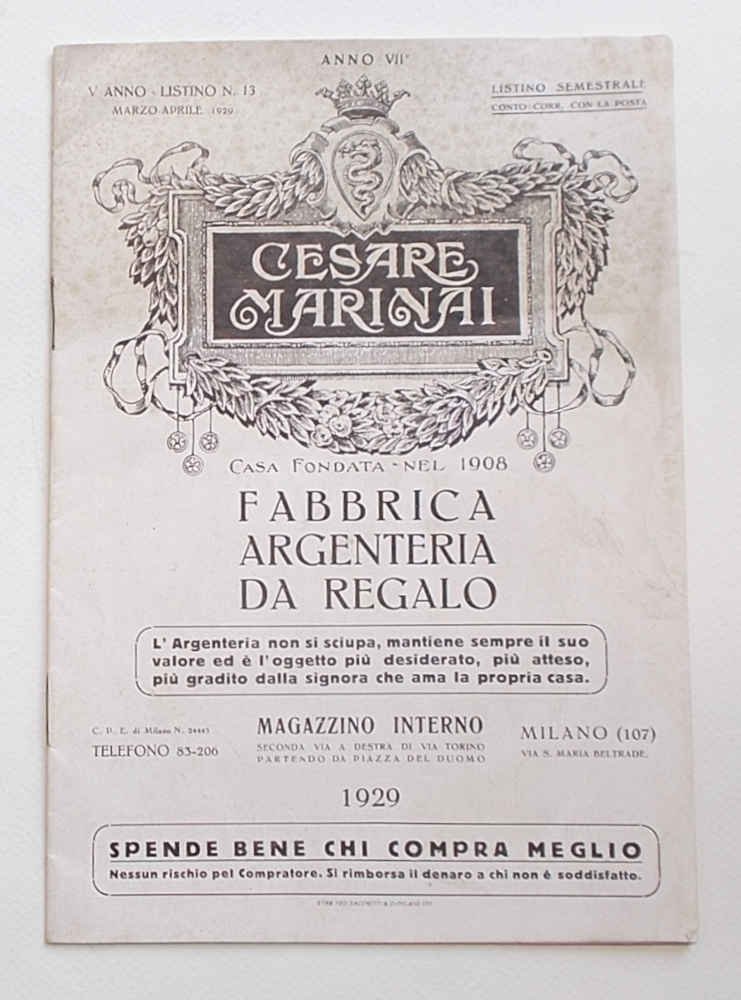 ANNO VII°
V ANNO - LISTINO N. 13
MARZO-APRILE (1929)
LISTINO SEMESTRALE
CONTO CORR. CON LA POSTA
CESARE
MARINAI
CASA FONDATA - NEL 1908
FABBRICA
ARGENTERIA
DA REGALO
L' Argenteria non si sciupa, mantiene sempre il suo
valore ed è l'oggetto più desiderato, più atteso,
più gradito dalla signora che ama la propria casa.
C. P. E. di Milano N.
TELEFONO 83-206
MAGAZZINO INTERNO
SECONDA VIA A DESTRA DI VIA TORINO
PARTENDO DA PIAZZA DEL DUOMO
MILANO (107)
VIA S. MARIA BELTRADE,
1929
SPENDE BENE CHI COMPRA MEGLIO
Nessun rischio pel Compratore. Si rimborsa il denaro a chi non è soddisfatto.